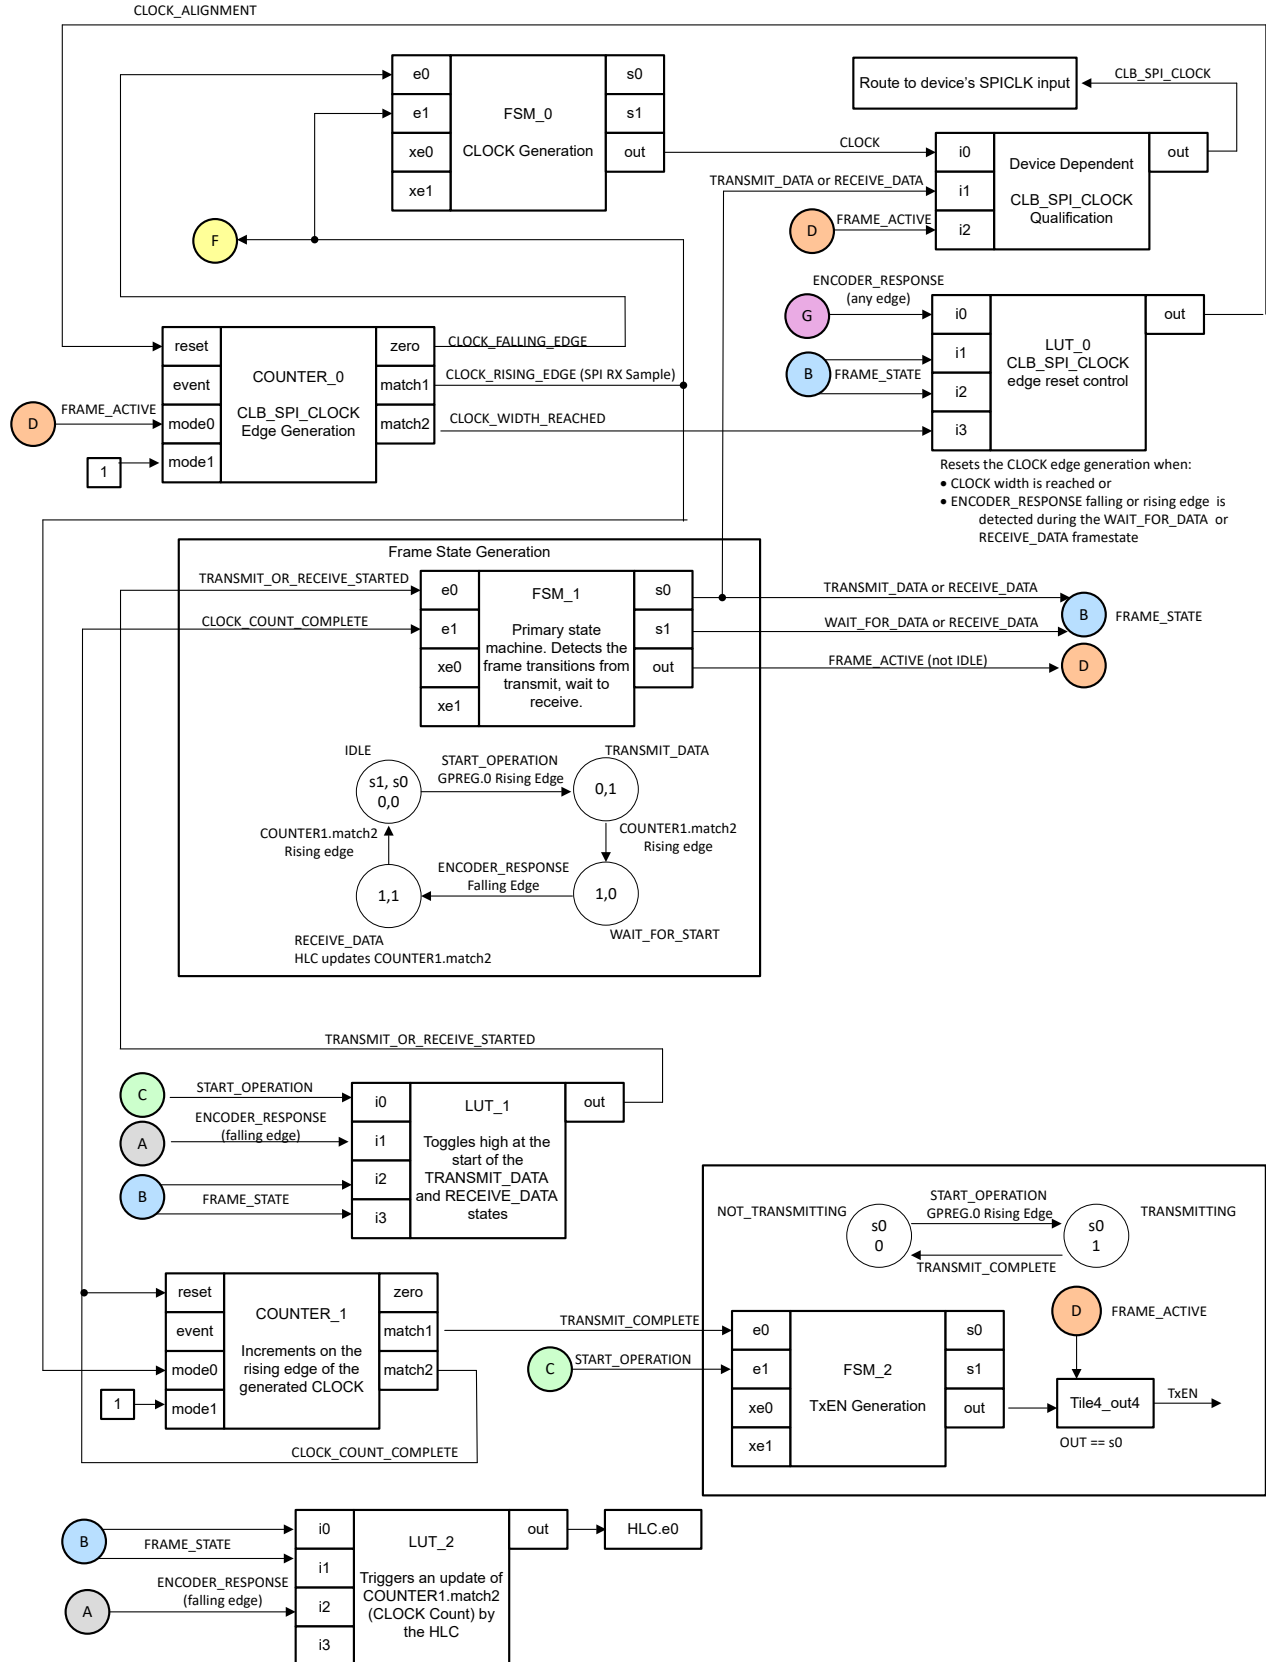 CLOCK_ALIGNMENT
e0
e1
xe0
xe1
FSM_0
CLOCK Generation
s0
s1
out
Route to device's SPICLK input
CLB_SPI_CLOCK
CLOCK
TRANSMIT_DATA or RECEIVE_DATA
D
FRAME_ACTIVE
i0
i1
i2
Device Dependent
CLB_SPI_CLOCK
Qualification
out
F
ENCODER_RESPONSE
(any edge)
G
B
FRAME_STATE
i0
i1
i2
i3
LUT_0
CLB_SPI_CLOCK
edge reset control
out
D
FRAME_ACTIVE
1
reset
event
mode0
mode1
COUNTER_0
CLB_SPI_CLOCK
Edge Generation
zero
match1
match2
CLOCK_FALLING_EDGE
CLOCK_RISING_EDGE (SPI RX Sample)
CLOCK_WIDTH_REACHED
Resets the CLOCK edge generation when:
• CLOCK width is reached or
• ENCODER_RESPONSE falling or rising edge is
detected during the WAIT_FOR_DATA or
RECEIVE_DATA framestate
Frame State Generation
TRANSMIT_OR_RECEIVE_STARTED
CLOCK_COUNT_COMPLETE
e0
e1
xe0
xe1
FSM_1
Primary state
machine. Detects the
frame transitions from
transmit, wait to
receive.
s0
s1
out
TRANSMIT_DATA or RECEIVE_DATA
WAIT_FOR_DATA or RECEIVE_DATA
FRAME_ACTIVE (not IDLE)
B
FRAME_STATE
D
IDLE
s1, s0
0,0
START_OPERATION
GPREG.0 Rising Edge
TRANSMIT_DATA
0,1
COUNTER1.match2
Rising edge
COUNTER1.match2
Rising edge
ENCODER_RESPONSE
Falling Edge
1,1
1,0
RECEIVE_DATA
HLC updates COUNTER1.match2
WAIT_FOR_START
TRANSMIT_OR_RECEIVE_STARTED
C
START_OPERATION
A
ENCODER_RESPONSE
(falling edge)
B
FRAME_STATE
i0
i1
i2
i3
LUT_1
Toggles high at the
start of the
TRANSMIT_DATA
and RECEIVE_DATA
states
out
NOT_TRANSMITTING
s0
0
START_OPERATION
GPREG.0 Rising Edge
TRANSMIT_COMPLETE
s0
1
TRANSMITTING
reset
event
mode0
mode1
1
COUNTER_1
Increments on the
rising edge of the
generated CLOCK
zero
match1
match2
CLOCK_COUNT_COMPLETE
TRANSMIT_COMPLETE
C
START_OPERATION
e0
e1
xe0
xe1
FSM_2
TxEN Generation
s0
s1
out
D
FRAME_ACTIVE
Tile4_out4
TxEN
OUT == s0
B
FRAME_STATE
A
ENCODER_RESPONSE
(falling edge)
i0
i1
i2
i3
LUT_2
Triggers an update of
COUNTER1.match2
(CLOCK Count) by
the HLC
out
HLC.e0